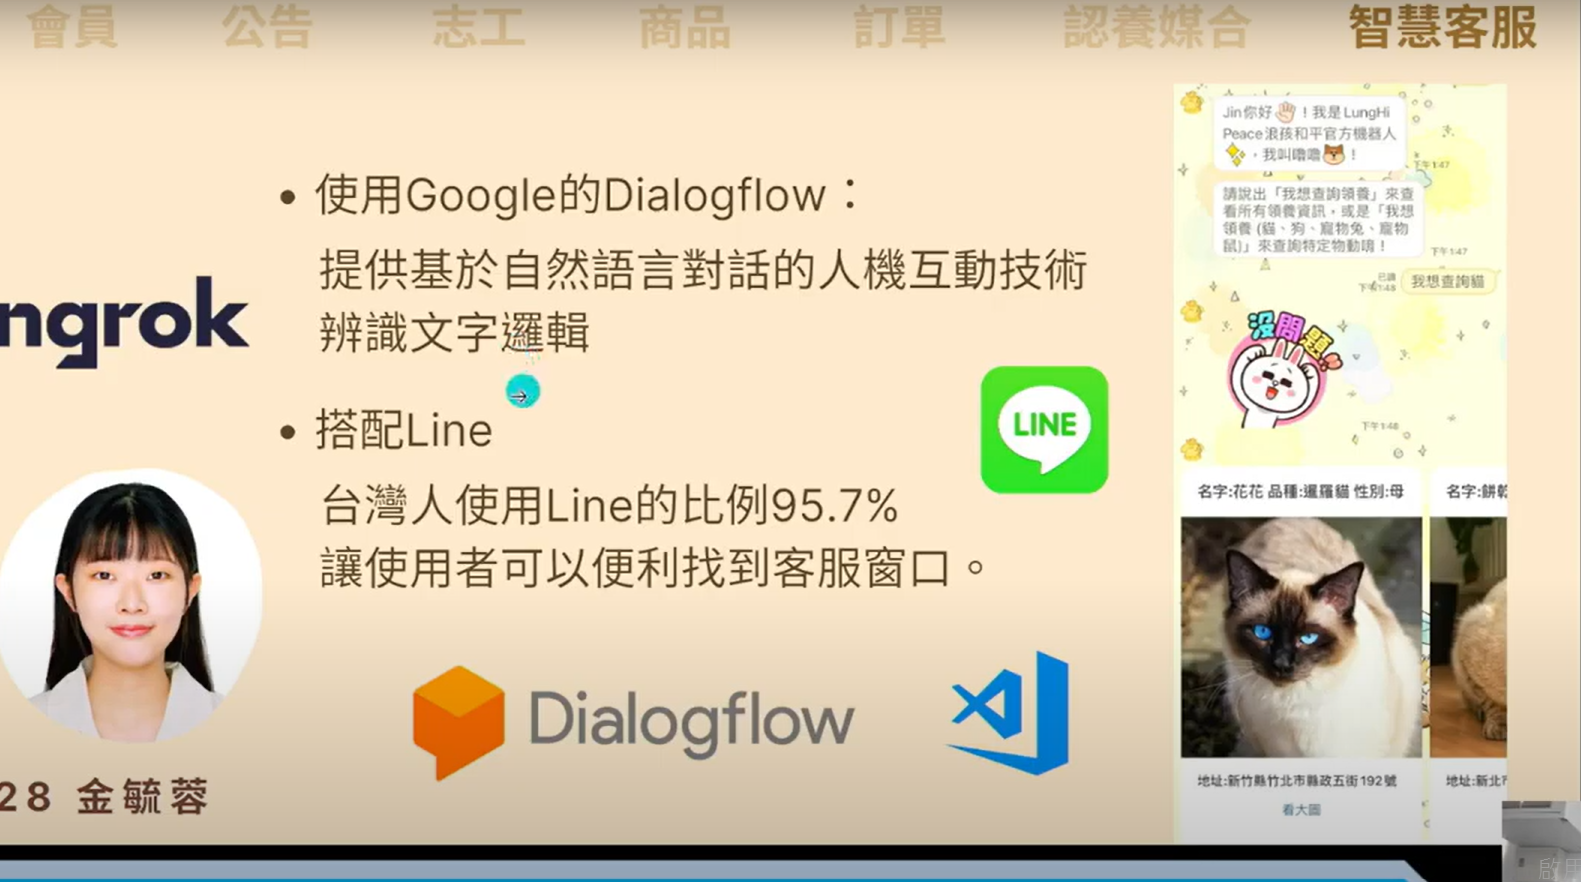 會員 公告 志工 商品 訂單 認養媒合 智慧客服
ngrok
28 金毓蓉
• 使用Google的Dialogflow：
提供基於自然語言對話的人機互動技術
辨識文字邏輯
• 搭配Line
台灣人使用Line的比例95.7%
讓使用者可以便利找到客服窗口。
LINE
Dialogflow
Jin你好👋！我是LungHi
Peace浪孩和平官方機器人
✨，我叫嚕嚕🐶！
下午1:47
請說出「我想查詢領養」來查
看所有領養資訊，或是「我想
領養 (貓、狗、寵物兔、寵物
鼠)」來查詢特定物動唷！
下午1:47
已讀
下午1:48
我想查詢貓
沒問題
下午1:48
名字:花花 品種:暹羅貓 性別:母
名字:餅乾
地址:新竹縣竹北市縣政五街192號
地址:新北
看大圖
啟用